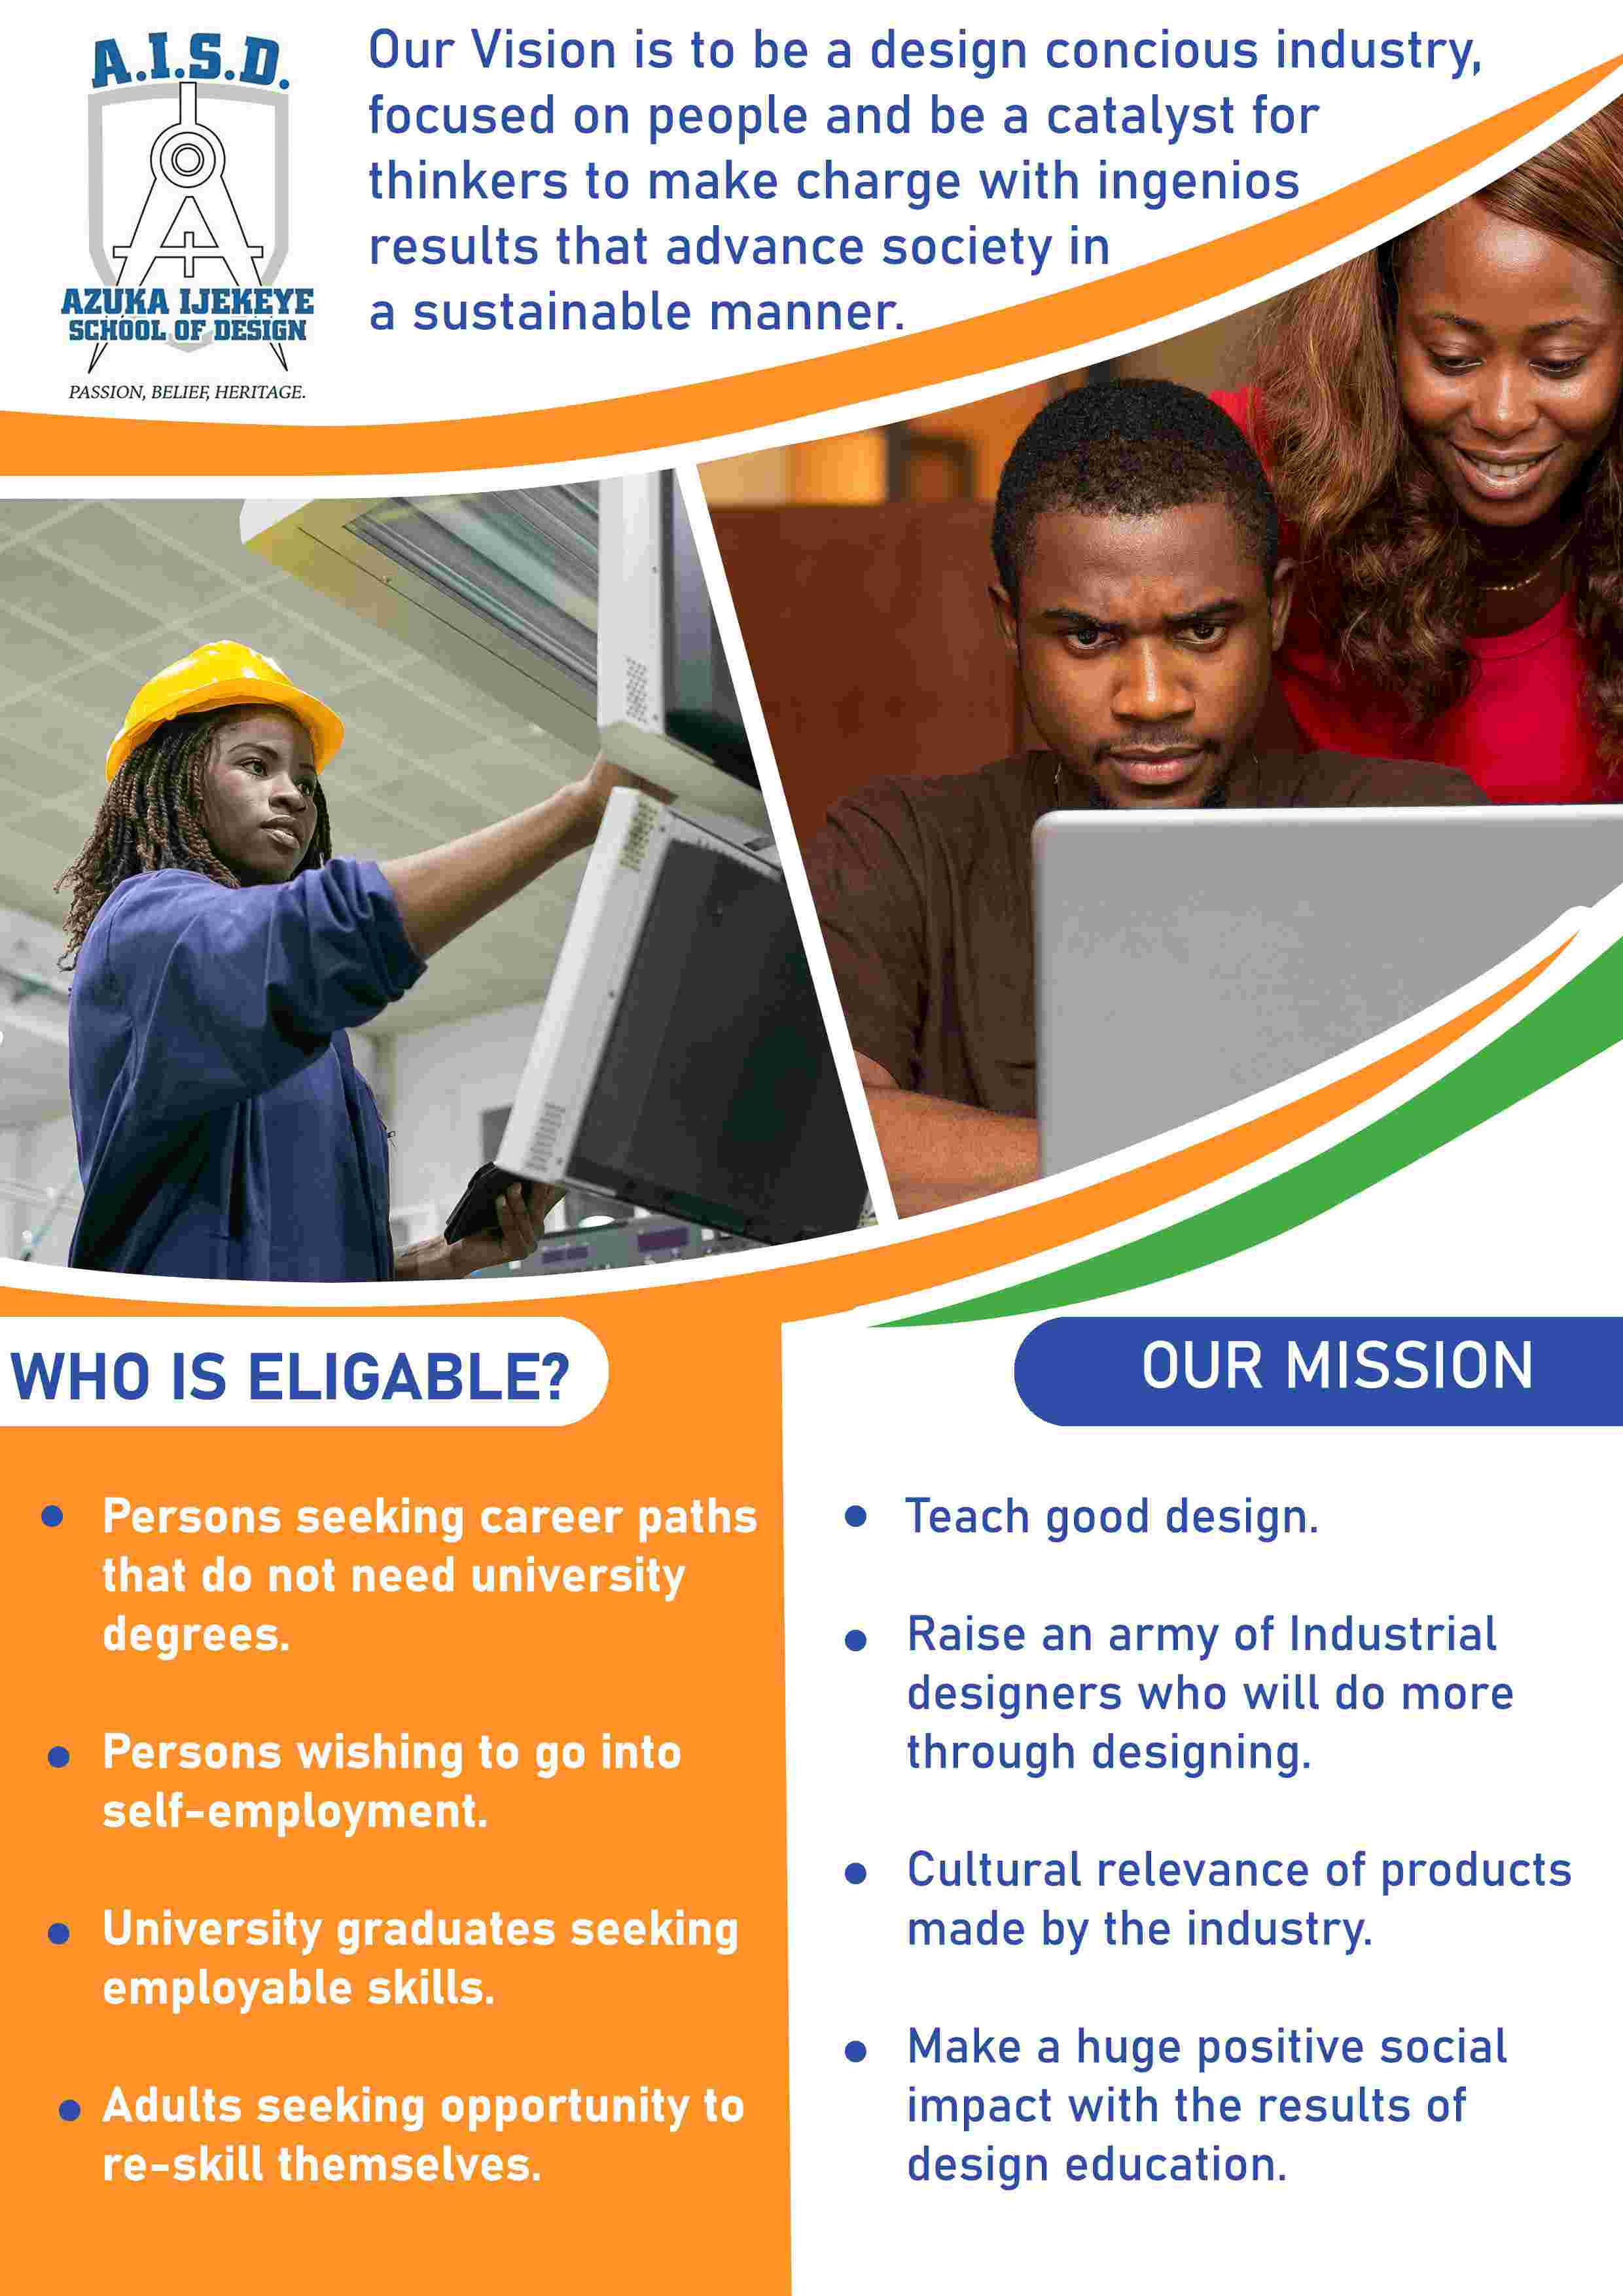 A.I.S.D.
AZUKA IJEKEYE
SCHOOL OF DESIGN
PASSION, BELIEF, HERITAGE.
Our Vision is to be a design concious industry,
focused on people and be a catalyst for
thinkers to make charge with ingenios
results that advance society in
a sustainable manner.
WHO IS ELIGABLE?
Persons seeking career paths
that do not need university
degrees.
Persons wishing to go into
self-employment.
University graduates seeking
employable skills.
Adults seeking opportunity to
re-skill themselves.
OUR MISSION
Teach good design.
Raise an army of Industrial
designers who will do more
through designing.
Cultural relevance of products
made by the industry.
Make a huge positive social
impact with the results of
design education.